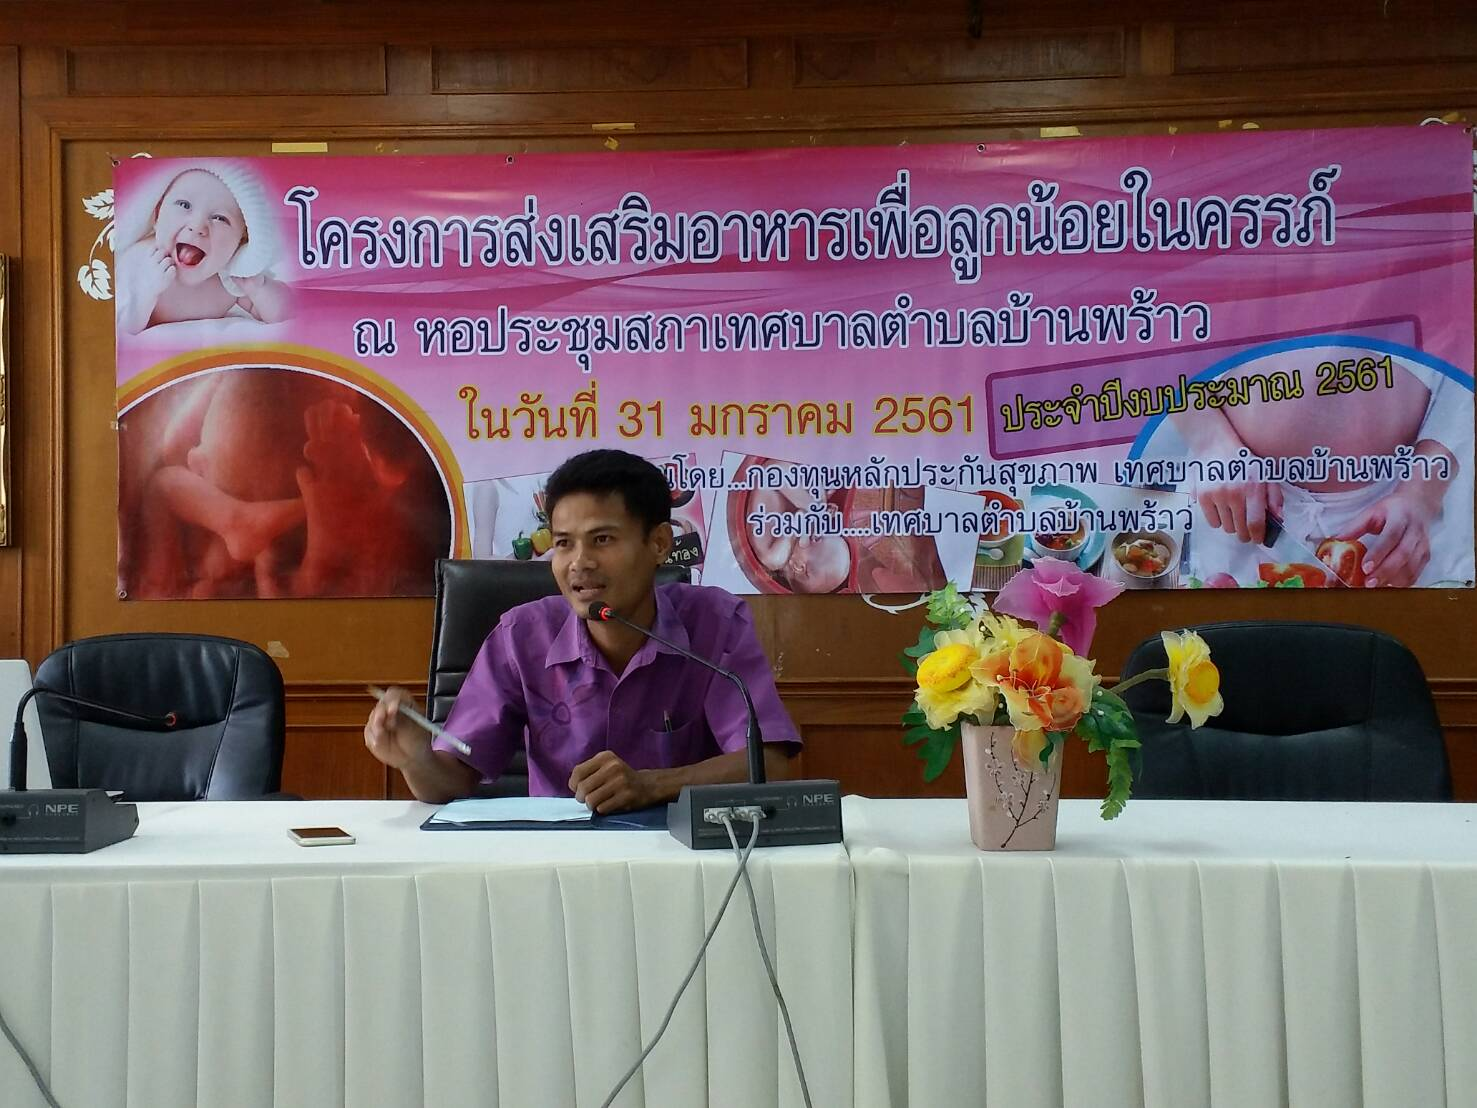 โครงการส่งเสริมอาหารเพื่อลูกน้อยในครรภ์
ณ หอประชุมสภาเทศบาลตำบลบ้านพร้าว
ในวันที่ 31 มกราคม 2561
ประจำปีงบประมาณ 2561
โดย...กองทุนหลักประกันสุขภาพ เทศบาลตำบลบ้านพร้าว
ร่วมกับ....เทศบาลตำบลบ้านพร้าว
NPE
NPE